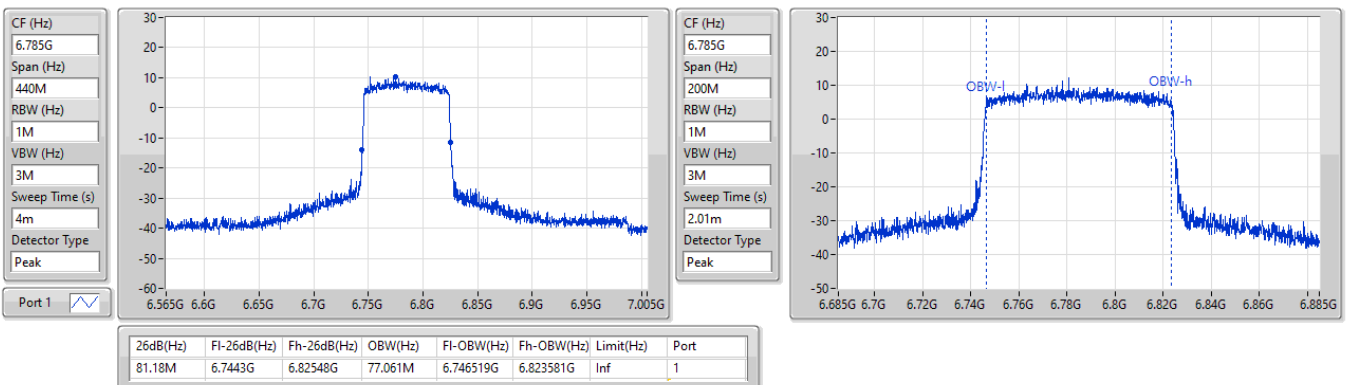 CF (Hz)
6.785G
Span (Hz)
440M
RBW (Hz)
1M
VBW (Hz)
3M
Sweep Time (s)
4m
Detector Type
Peak
Port 1
30
20
10
0
-10
-20
-30
-40
-50
-60
6.565G 6.6G 6.65G 6.7G 6.75G 6.8G 6.85G 6.9G 6.95G 7.005G
CF (Hz)
6.785G
Span (Hz)
200M
RBW (Hz)
1M
VBW (Hz)
3M
Sweep Time (s)
2.01m
Detector Type
Peak
30
20
10
0
-10
-20
-30
-40
-50
OBW-l OBW-h
6.685G 6.7G 6.72G 6.74G 6.76G 6.78G 6.8G 6.82G 6.84G 6.86G 6.885G
26dB(Hz) Fl-26dB(Hz) Fh-26dB(Hz) OBW(Hz) Fl-OBW(Hz) Fh-OBW(Hz) Limit(Hz) Port
81.18M 6.7443G 6.82548G 77.061M 6.746519G 6.823581G Inf 1